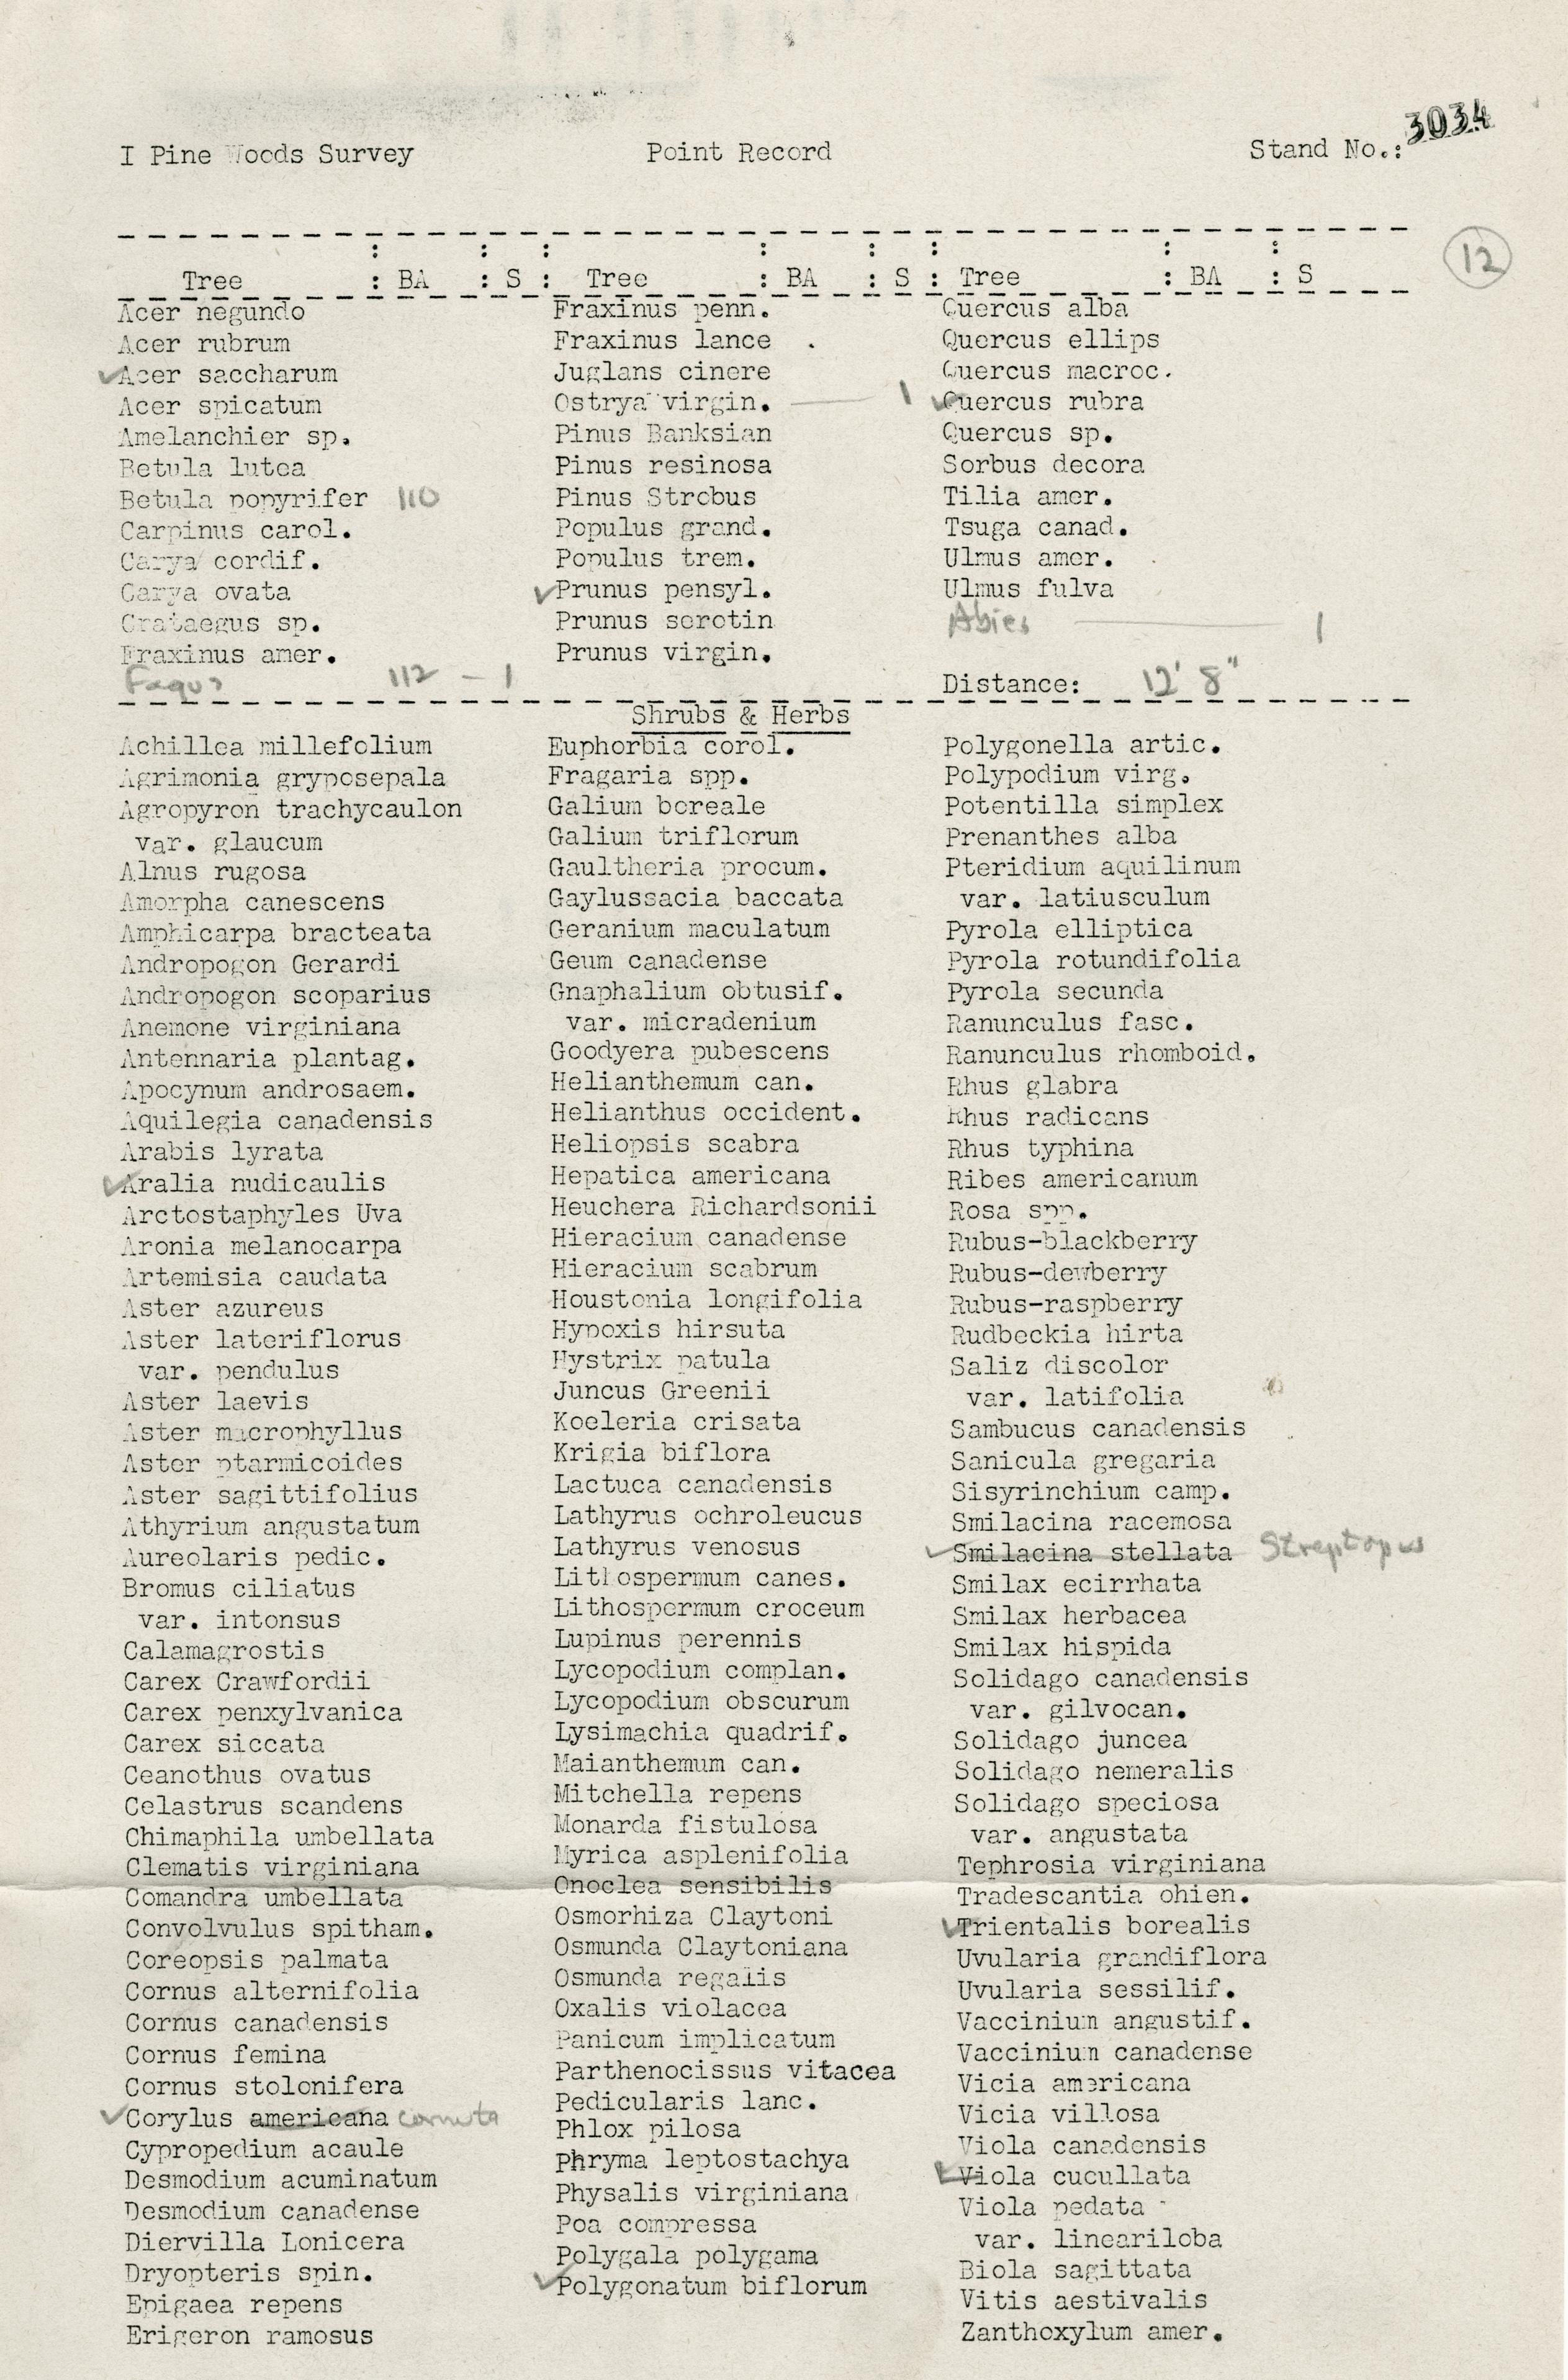 I Pine Woods Survey Point Record Stand No.: 3034
12
Tree : BA : S : Tree : BA : S : Tree : BA : S
Acer negundo
Acer rubrum
✓Acer saccharum
Acer spicatum
Amelanchier sp.
Betula lutea
Betula popyrifer 110
Carpinus carol.
Carya cordif.
Carya ovata
Crataegus sp.
Fraxinus amer.
Fagus 112 — 1
Fraxinus penn.
Fraxinus lance
Juglans cinere
Ostrya virgin. — 1
Pinus Banksian
Pinus resinosa
Pinus Strobus
Populus grand.
Populus trem.
✓Prunus pensyl.
Prunus serotin
Prunus virgin.
Quercus alba
Quercus ellips
Quercus macroc.
✓Quercus rubra
Quercus sp.
Sorbus decora
Tilia amer.
Tsuga canad.
Ulmus amer.
Ulmus fulva
Abies — 1
Distance: 12' 8"
Shrubs & Herbs
Achillea millefolium
Agrimonia gryposepala
Agropyron trachycaulon
var. glaucum
Alnus rugosa
Amorpha canescens
Amphicarpa bracteata
Andropogon Gerardi
Andropogon scoparius
Anemone virginiana
Antennaria plantag.
Apocynum androsaem.
Aquilegia canadensis
Arabis lyrata
✓Aralia nudicaulis
Arctostaphyles Uva
Aronia melanocarpa
Artemisia caudata
Aster azureus
Aster lateriflorus
var. pendulus
Aster laevis
Aster macrophyllus
Aster ptarmicoides
Aster sagittifolius
Athyrium angustatum
Aureolaris pedic.
Bromus ciliatus
var. intonsus
Calamagrostis
Carex Crawfordii
Carex penxylvanica
Carex siccata
Ceanothus ovatus
Celastrus scandens
Chimaphila umbellata
Clematis virginiana
Comandra umbellata
Convolvulus spitham.
Coreopsis palmata
Cornus alternifolia
Cornus canadensis
Cornus femina
Cornus stolonifera
✓Corylus americana cornuta
Cypropedium acaule
Desmodium acuminatum
Desmodium canadense
Diervilla Lonicera
Dryopteris spin.
Epigaea repens
Erigeron ramosus
Euphorbia corol.
Fragaria spp.
Galium boreale
Galium triflorum
Gaultheria procum.
Gaylussacia baccata
Geranium maculatum
Geum canadense
Gnaphalium obtusif.
var. micradenium
Goodyera pubescens
Helianthemum can.
Helianthus occident.
Heliopsis scabra
Hepatica americana
Heuchera Richardsonii
Hieracium canadense
Hieracium scabrum
Houstonia longifolia
Hypoxis hirsuta
Hystrix patula
Juncus Greenii
Koeleria crisata
Krigia biflora
Lactuca canadensis
Lathyrus ochroleucus
Lathyrus venosus
Lithospermum canes.
Lithospermum croceum
Lupinus perennis
Lycopodium complan.
Lycopodium obscurum
Lysimachia quadrif.
Maianthemum can.
Mitchella repens
Monarda fistulosa
Myrica asplenifolia
Onoclea sensibilis
Osmorhiza Claytoni
Osmunda Claytoniana
Osmunda regalis
Oxalis violacea
Panicum implicatum
Parthenocissus vitacea
Pedicularis lanc.
Phlox pilosa
Phryma leptostachya
Physalis virginiana
Poa compressa
Polygala polygama
✓Polygonatum biflorum
Polygonella artic.
Polypodium virg.
Potentilla simplex
Prenanthes alba
Pteridium aquilinum
var. latiusculum
Pyrola elliptica
Pyrola rotundifolia
Pyrola secunda
Ranunculus fasc.
Ranunculus rhomboid.
Rhus glabra
Rhus radicans
Rhus typhina
Ribes americanum
Rosa spp.
Rubus-blackberry
Rubus-dewberry
Rubus-raspberry
Rudbeckia hirta
Saliz discolor
var. latifolia
Sambucus canadensis
Sanicula gregaria
Sisyrinchium camp.
Smilacina racemosa
✓Smilacina stellata Streptopus
Smilax ecirrhata
Smilax herbacea
Smilax hispida
Solidago canadensis
var. gilvocan.
Solidago juncea
Solidago nemeralis
Solidago speciosa
var. angustata
Tephrosia virginiana
Tradescantia ohien.
✓Trientalis borealis
Uvularia grandiflora
Uvularia sessilif.
Vaccinium angustif.
Vaccinium canadense
Vicia americana
Vicia villosa
Viola canadensis
✓Viola cucullata
Viola pedata
var. lineariloba
Biola sagittata
Vitis aestivalis
Zanthoxylum amer.